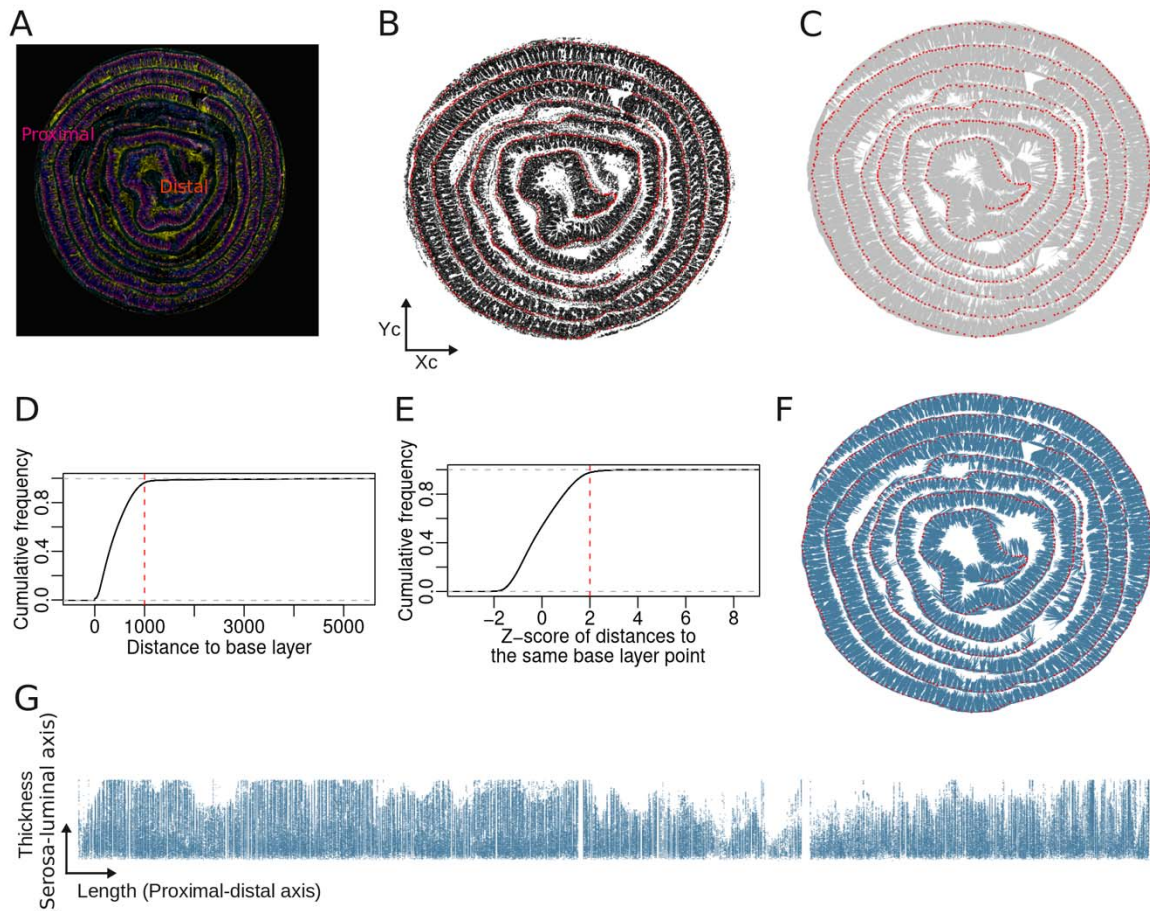 A
B
C
Proximal
Distal
Yc
Xc
D
E
F
Cumulative frequency
0.0 0.4 0.8
0 1000 3000 5000
Distance to base layer
Cumulative frequency
0.0 0.4 0.8
−2 0 2 4 6 8
Z−score of distances to
the same base layer point
G
Thickness
Serosa-luminal axis)
Length (Proximal-distal axis)